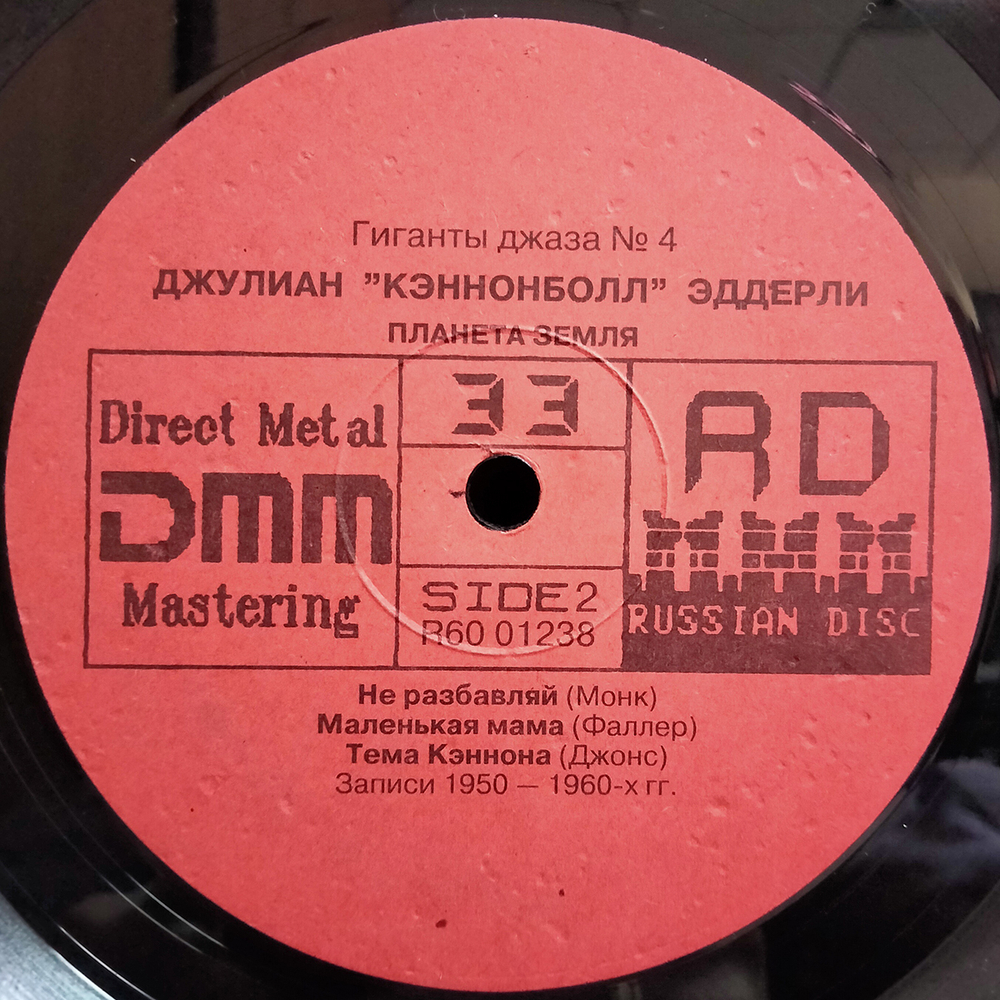 Гиганты джаза № 4
ДЖУЛИАН ”КЭННОНБОЛЛ” ЭДДЕРЛИ
ПЛАНЕТА ЗЕМЛЯ
Direct Metal
DMM
Mastering
33
SIDE 2
R60 01238
RD
RUSSIAN DISC
Не разбавляй (Монк)
Маленькая мама (Фаллер)
Тема Кэннона (Джонс)
Записи 1950 — 1960-х гг.